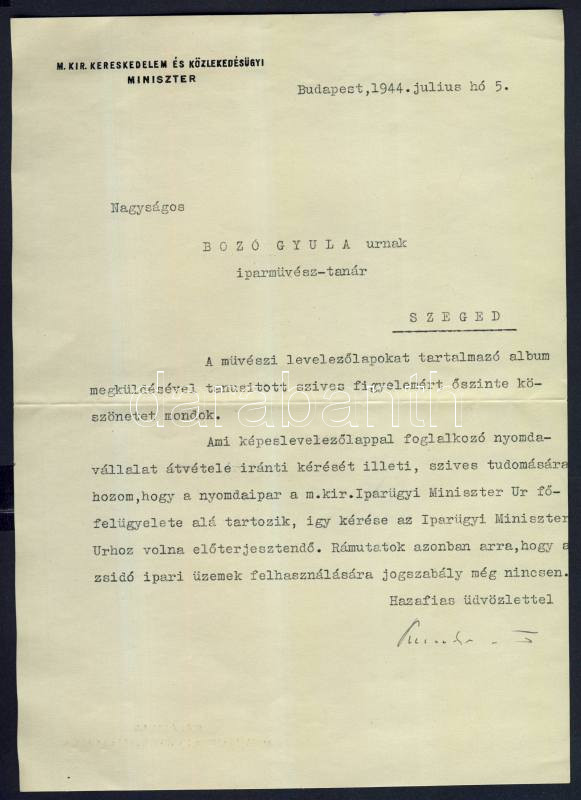 M. KIR. KERESKEDELEM ÉS KÖZLEKEDÉSÜGYI
MINISZTER
Budapest,1944.julius hó 5.
Nagyságos
BOZÓ GYULA urnak
iparmüvész-tanár
SZEGED
A müvészi levelezőlapokat tartalmazó album
megküldésével tanusitott szives figyelemért őszinte kö-
szönetet mondok.
darabanth
Ami képeslevelezőlappal foglalkozó nyomda-
vállalat átvételé iránti kérését illeti, szives tudomására
hozom,hogy a nyomdaipar a m.kir.Iparügyi Miniszter Ur fő-
felügyelete alá tartozik, igy kérése az Iparügyi Miniszter
Urhoz volna előterjesztendő. Rámutatok azonban arra,hogy a
zsidó ipari üzemek felhasználására jogszabály még nincsen.
Hazafias üdvözlettel